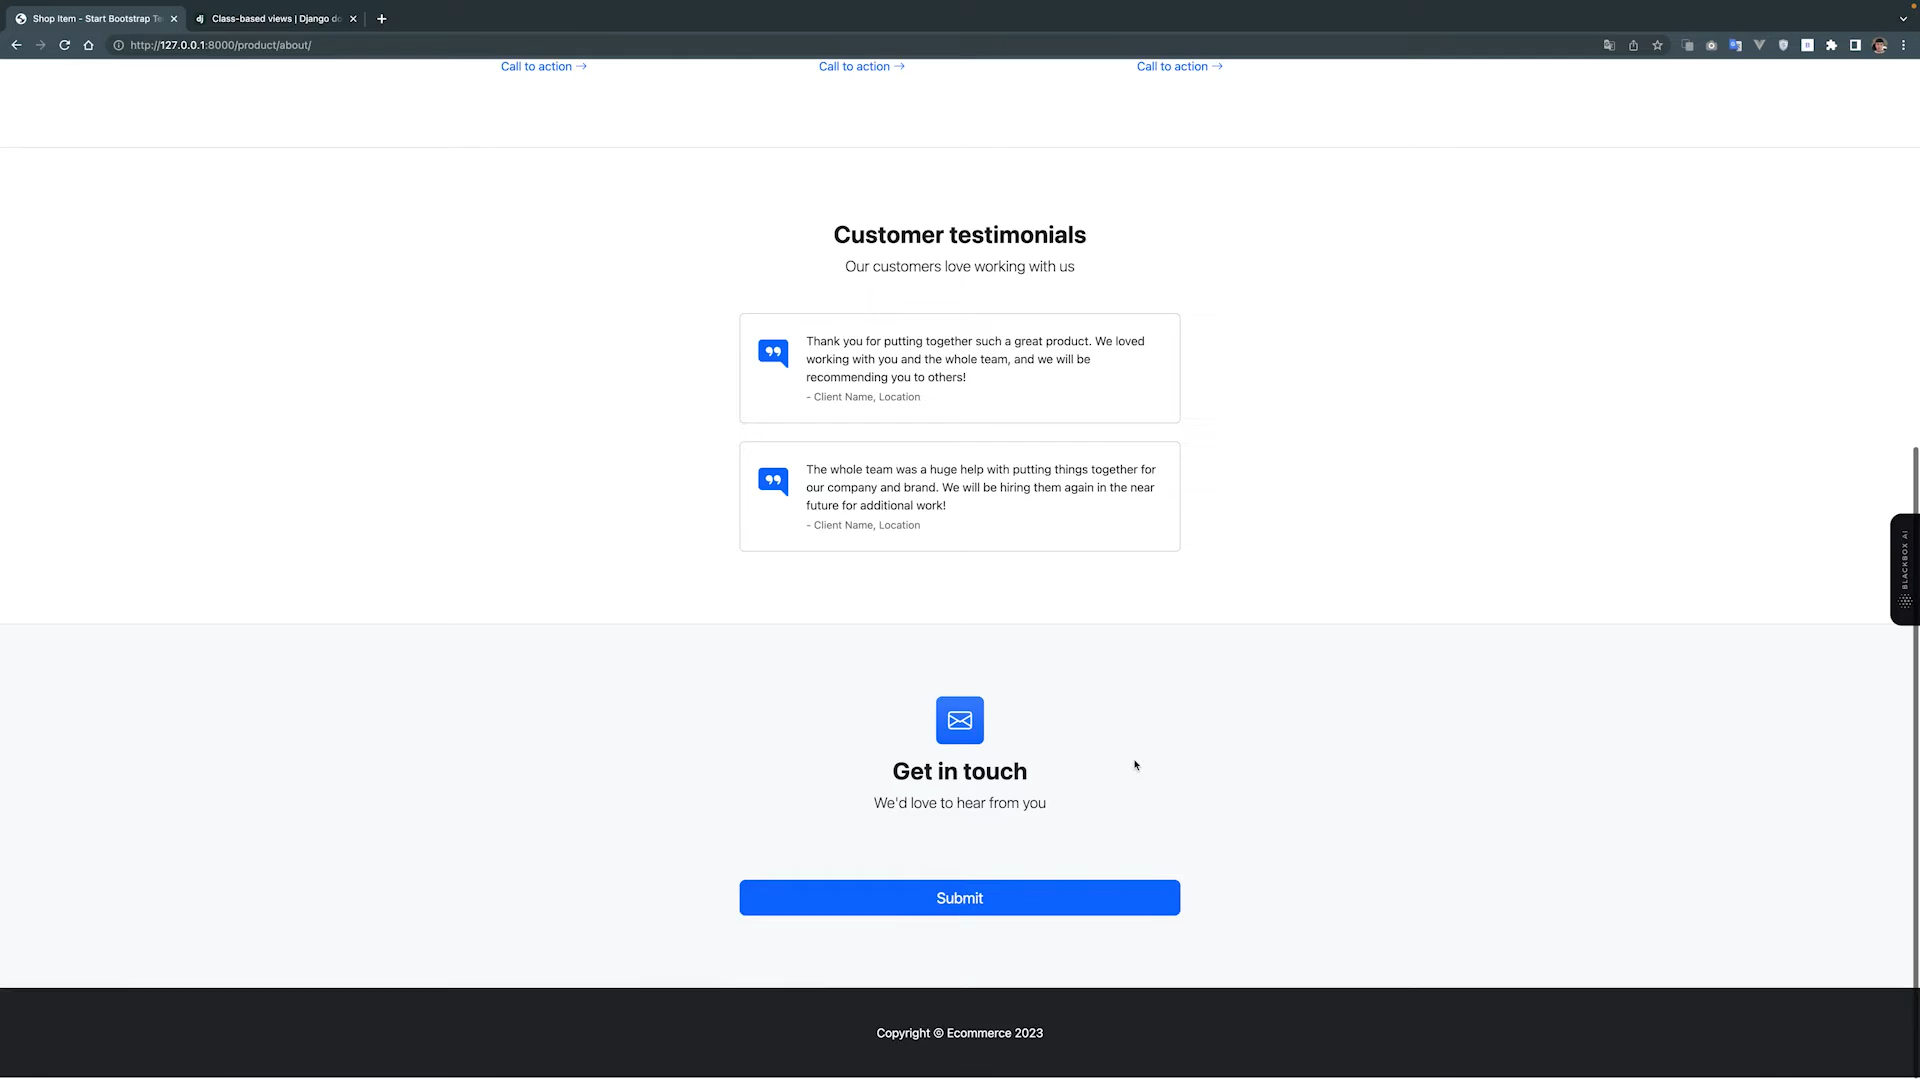 Shop Item - Start Bootstrap Te
Class-based views | Django do
http://127.0.0.1:8000/product/about/
Call to action → Call to action → Call to action →
Customer testimonials
Our customers love working with us
Thank you for putting together such a great product. We loved
working with you and the whole team, and we will be
recommending you to others!
- Client Name, Location
The whole team was a huge help with putting things together for
our company and brand. We will be hiring them again in the near
future for additional work!
- Client Name, Location
BLACKBOX AI
Get in touch
We'd love to hear from you
Submit
Copyright © Ecommerce 2023